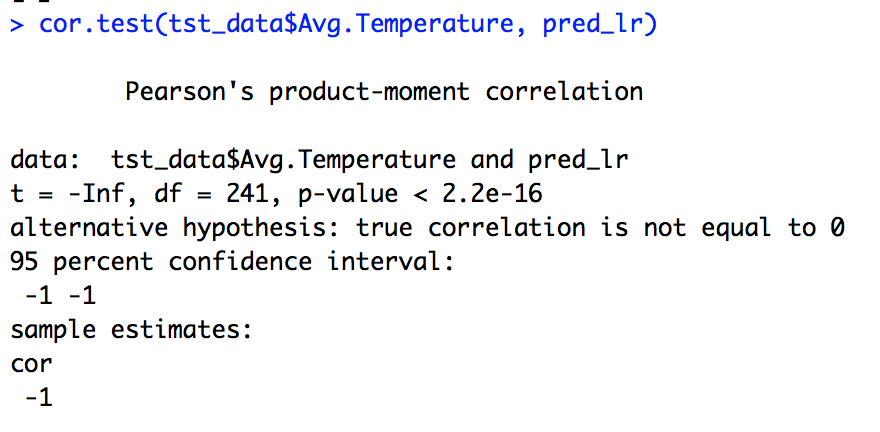 > cor.test(tst_data$Avg.Temperature, pred_lr)
Pearson's product-moment correlation
data:  tst_data$Avg.Temperature and pred_lr
t = -Inf, df = 241, p-value < 2.2e-16
alternative hypothesis: true correlation is not equal to 0
95 percent confidence interval:
-1 -1
sample estimates:
cor
-1